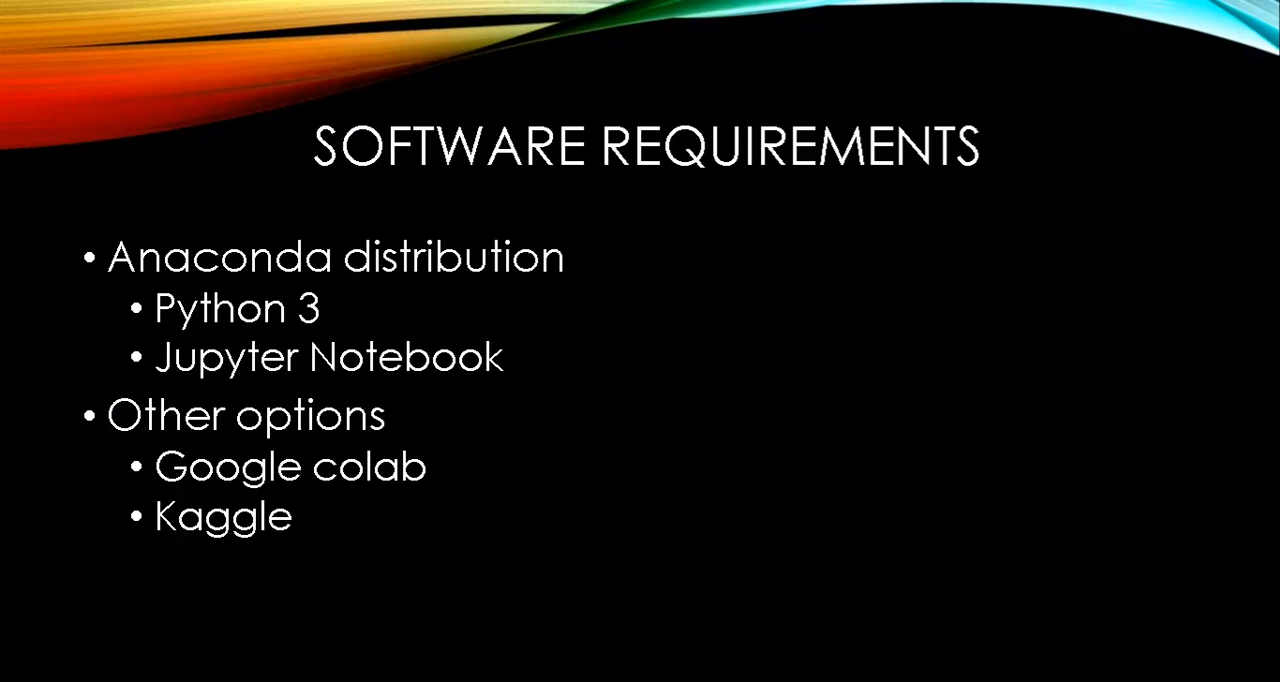 SOFTWARE REQUIREMENTS
• Anaconda distribution
• Python 3
• Jupyter Notebook
• Other options
• Google colab
• Kaggle